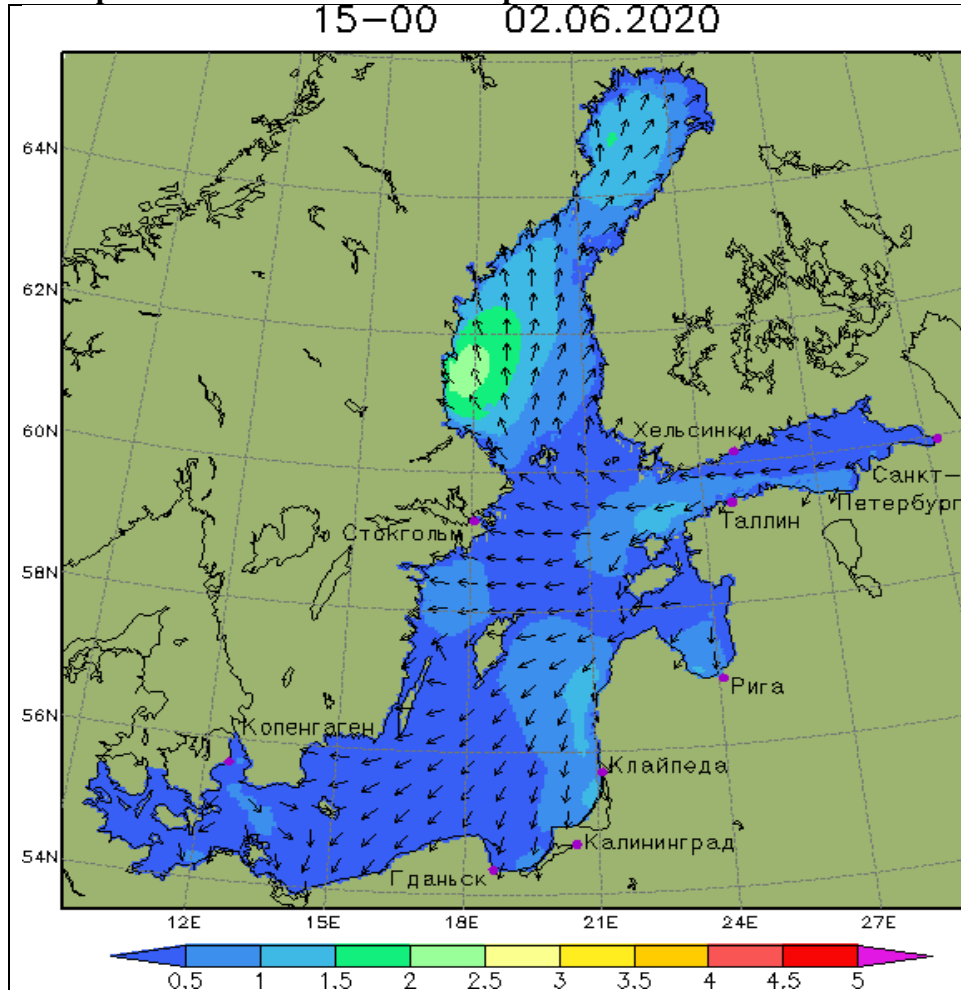 15-00 02.06.2020
64N
62N
60N
58N
56N
54N
Хельсинки
Санкт-
Петербург
Таллин
Стокгольм
Рига
Копенгаген
Клайпеда
Калининград
Гданьск
12E 15E 18E 21E 24E 27E
0.5 1 1.5 2 2.5 3 3.5 4 4.5 5